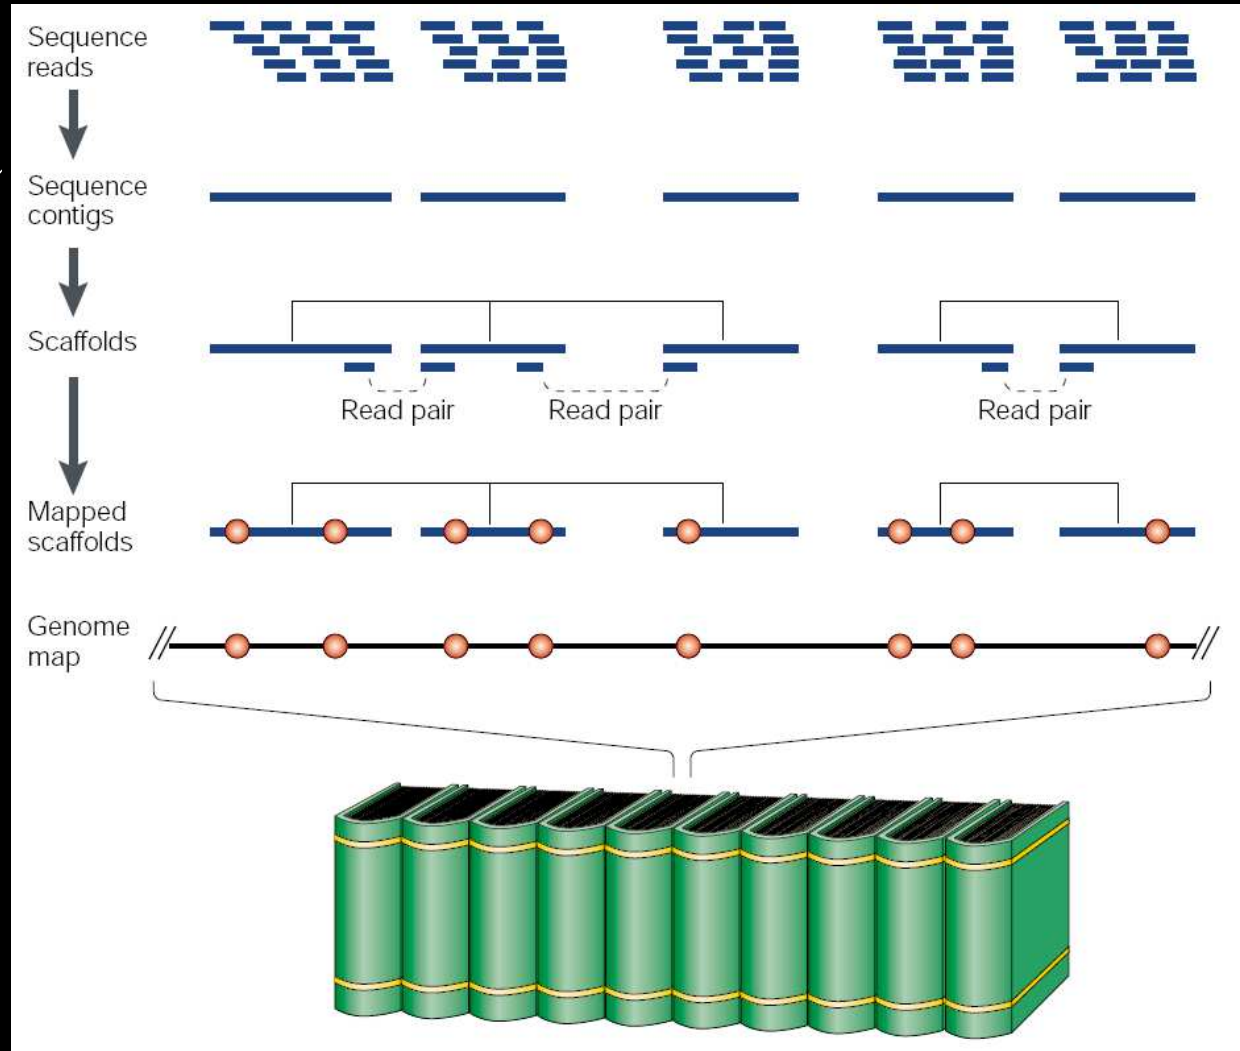 Sequence
reads
Sequence
contigs
Scaffolds
Read pair
Read pair
Read pair
Mapped
scaffolds
Genome
map